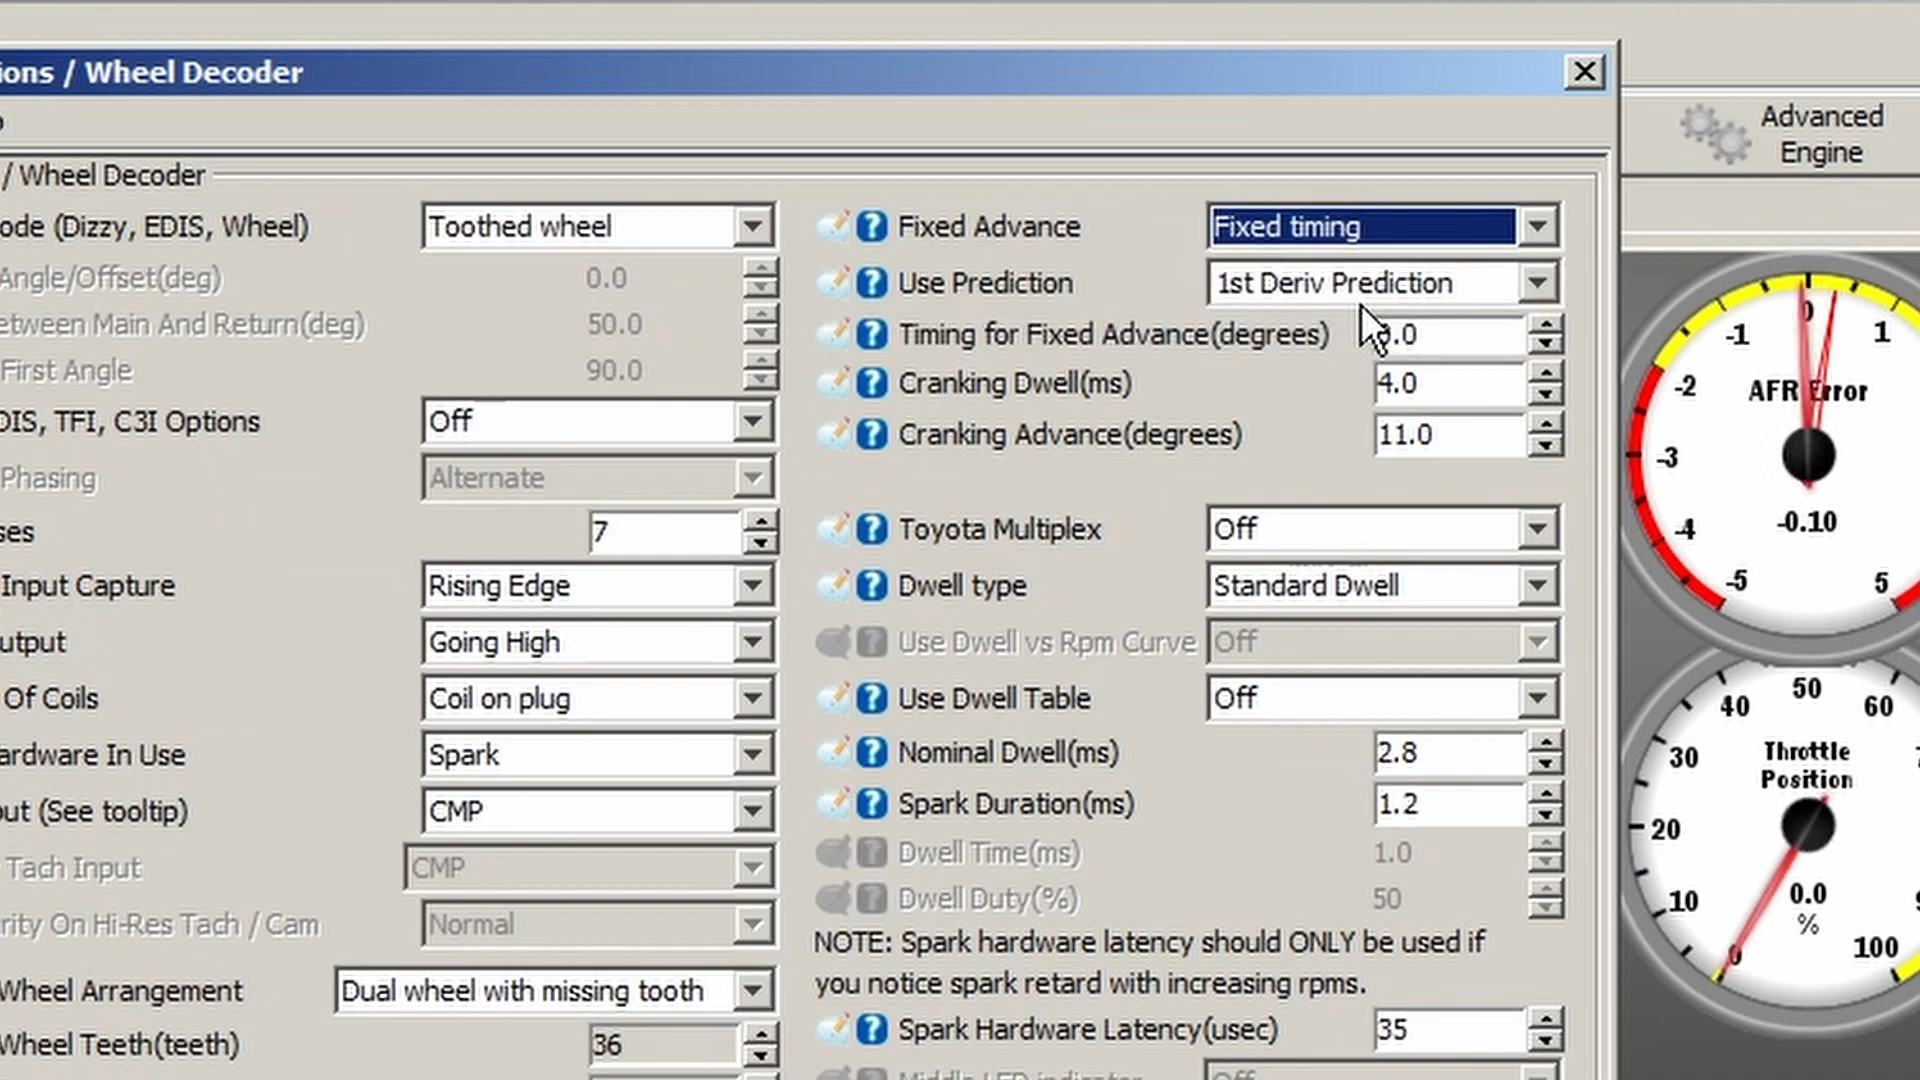 ions / Wheel Decoder
Advanced
Engine
/ Wheel Decoder
ode (Dizzy, EDIS, Wheel)
Toothed wheel
Angle/Offset(deg)
0.0
etween Main And Return(deg)
50.0
First Angle
90.0
DIS, TFI, C3I Options
Off
Phasing
Alternate
ses
7
Input Capture
Rising Edge
utput
Going High
Of Coils
Coil on plug
ardware In Use
Spark
out (See tooltip)
CMP
Tach Input
CMP
rity On Hi-Res Tach / Cam
Normal
Wheel Arrangement
Dual wheel with missing tooth
Wheel Teeth(teeth)
36
Fixed Advance
Fixed timing
Use Prediction
1st Deriv Prediction
Timing for Fixed Advance(degrees)
.0
Cranking Dwell(ms)
4.0
Cranking Advance(degrees)
11.0
Toyota Multiplex
Off
Dwell type
Standard Dwell
Use Dwell vs Rpm Curve
Off
Use Dwell Table
Off
Nominal Dwell(ms)
2.8
Spark Duration(ms)
1.2
Dwell Time(ms)
1.0
Dwell Duty(%)
50
NOTE: Spark hardware latency should ONLY be used if
you notice spark retard with increasing rpms.
Spark Hardware Latency(usec)
35
Off
0
-1
1
-2
AFR Error
-3
-0.10
-4
-5
5
50
40
60
30
Throttle
Position
20
10
0.0
%
0
100